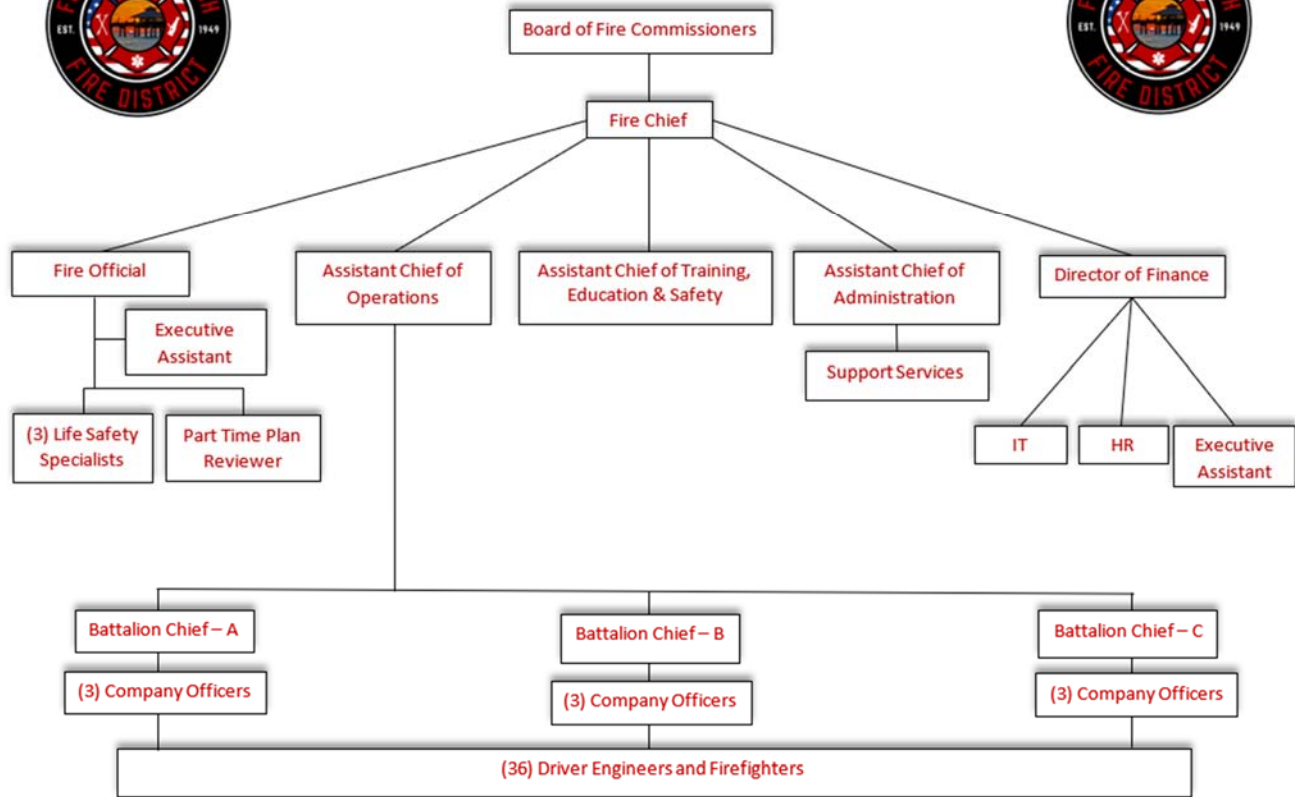 EST. 1949
FIRE DISTRICT
EST. 1949
FIRE DISTRICT
Board of Fire Commissioners
Fire Chief
Fire Official
Assistant Chief of
Operations
Assistant Chief of Training,
Education & Safety
Assistant Chief of
Administration
Director of Finance
Executive
Assistant
Support Services
(3) Life Safety
Specialists
Part Time Plan
Reviewer
IT
HR
Executive
Assistant
Battalion Chief – A
Battalion Chief – B
Battalion Chief – C
(3) Company Officers
(3) Company Officers
(3) Company Officers
(36) Driver Engineers and Firefighters